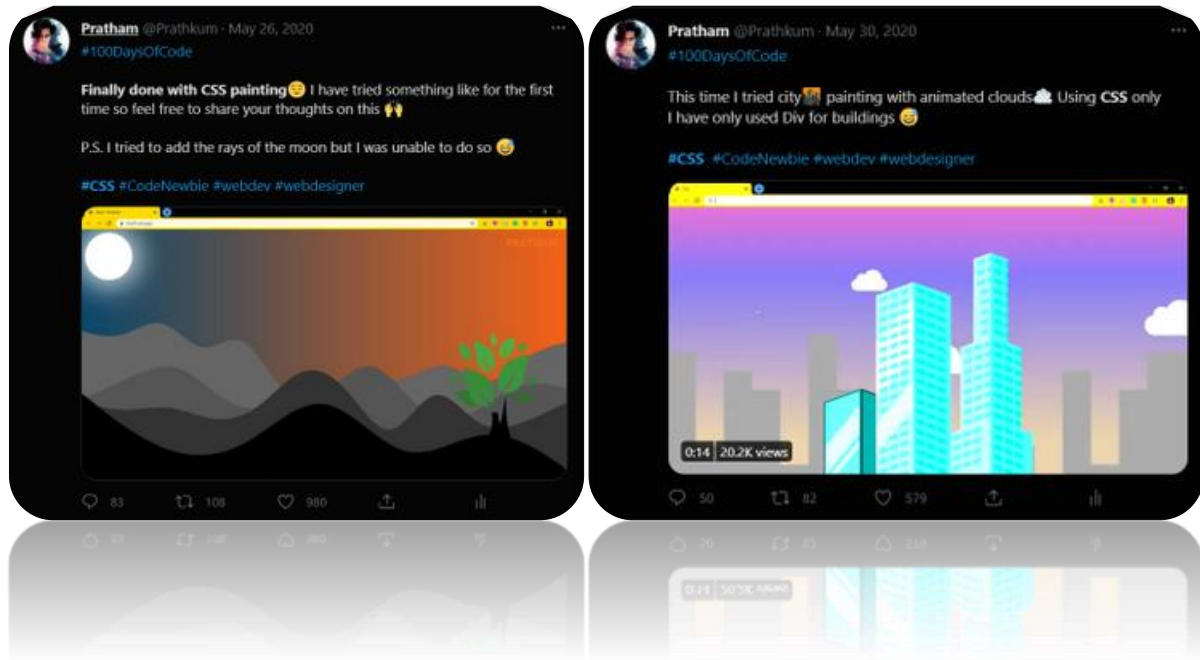 Pratham @Prathkum · May 26, 2020
#100DaysOfCode
Finally done with CSS painting😌 I have tried something like for the first
time so feel free to share your thoughts on this 🙌
P.S. I tried to add the rays of the moon but I was unable to do so 😅
#CSS #CodeNewbie #webdev #webdesigner
PRATHAM
83 108 980
Pratham @Prathkum · May 30, 2020
#100DaysOfCode
This time I tried city🌇 painting with animated clouds☁️ Using CSS only
I have only used Div for buildings 😅
#CSS #CodeNewbie #webdev #webdesigner
0:14 20.2K views
50 82 579